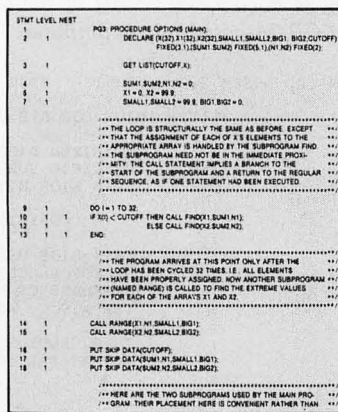 STMT LEVEL NEST
1 PG3: PROCEDURE OPTIONS (MAIN);
2 1 DECLARE (X(32),X1(32),X2(32),SMALL1,SMALL2,BIG1, BIG2,CUTOFF)
FIXED(3,1),(SUM1,SUM2) FIXED(5,1),(N1,N2) FIXED(2);
3 1 GET LIST(CUTOFF,X);
4 1 SUM1,SUM2,N1,N2 = 0;
5 1 X1 = 0, X2 = 99.9;
7 1 SMALL1,SMALL2 = 99.9, BIG1,BIG2 = 0;
/** THE LOOP IS STRUCTURALLY THE SAME AS BEFORE, EXCEPT **/
/** THAT THE ASSIGNMENT OF EACH OF X'S ELEMENTS TO THE **/
/** APPROPRIATE ARRAY IS HANDLED BY THE SUBPROGRAM FIND. **/
/** THE SUBPROGRAM NEED NOT BE IN THE IMMEDIATE PROXI- **/
/** MITY. THE CALL STATEMENT IMPLIES A BRANCH TO THE **/
/** START OF THE SUBPROGRAM AND A RETURN TO THE REGULAR **/
/** SEQUENCE, AS IF ONE STATEMENT HAD BEEN EXECUTED. **/
9 1 DO I = 1 TO 32;
10 1 1 IF X(I) < CUTOFF THEN CALL FIND(X1,SUM1,N1);
12 1 ELSE CALL FIND(X2,SUM2,N2);
13 1 1 END;
/** THE PROGRAM ARRIVES AT THIS POINT ONLY AFTER THE **/
/** LOOP HAS BEEN CYCLED 32 TIMES, I.E., ALL ELEMENTS **/
/** HAVE BEEN PROPERLY ASSIGNED. NOW ANOTHER SUBPROGRAM **/
/** (NAMED RANGE) IS CALLED TO FIND THE EXTREME VALUES **/
/** FOR EACH OF THE ARRAYS X1 AND X2. **/
14 1 CALL RANGE(X1,N1,SMALL1,BIG1);
15 1 CALL RANGE(X2,N2,SMALL2,BIG2);
16 1 PUT SKIP DATA(CUTOFF);
17 1 PUT SKIP DATA(SUM1,N1,SMALL1,BIG1);
18 1 PUT SKIP DATA(SUM2,N2,SMALL2,BIG2);
/** HERE ARE THE TWO SUBPROGRAMS USED BY THE MAIN PRO- **/
/** GRAM. THEIR PLACEMENT HERE IS CONVENIENT RATHER THAN **/